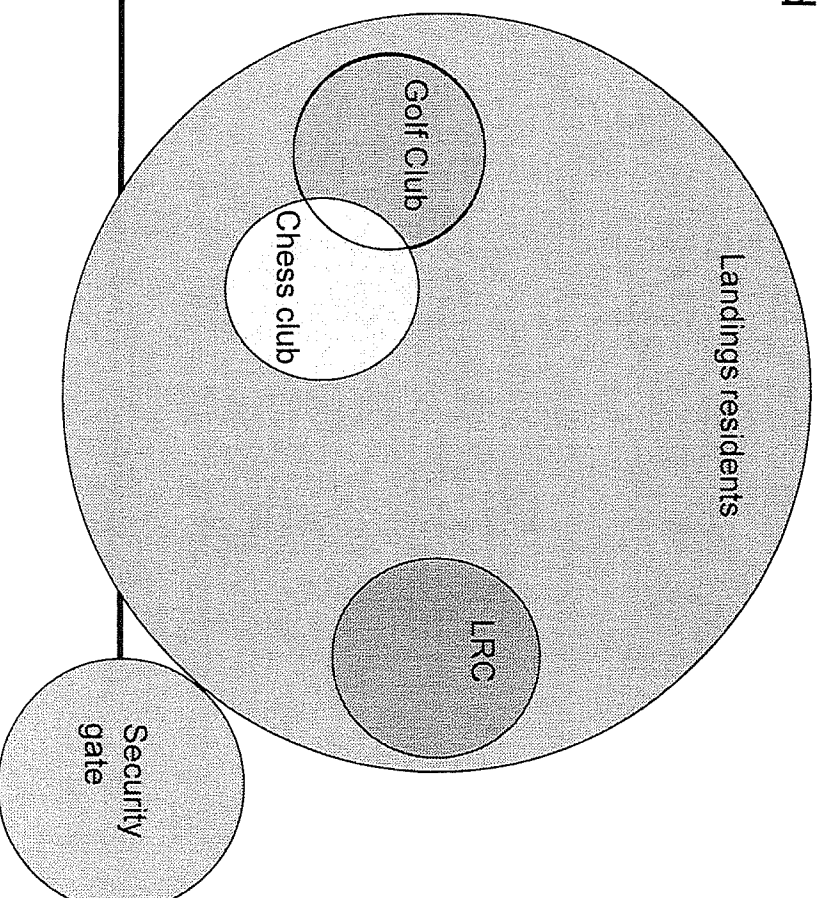 Landings residents
Golf Club
Chess club
LRC
Security
gate